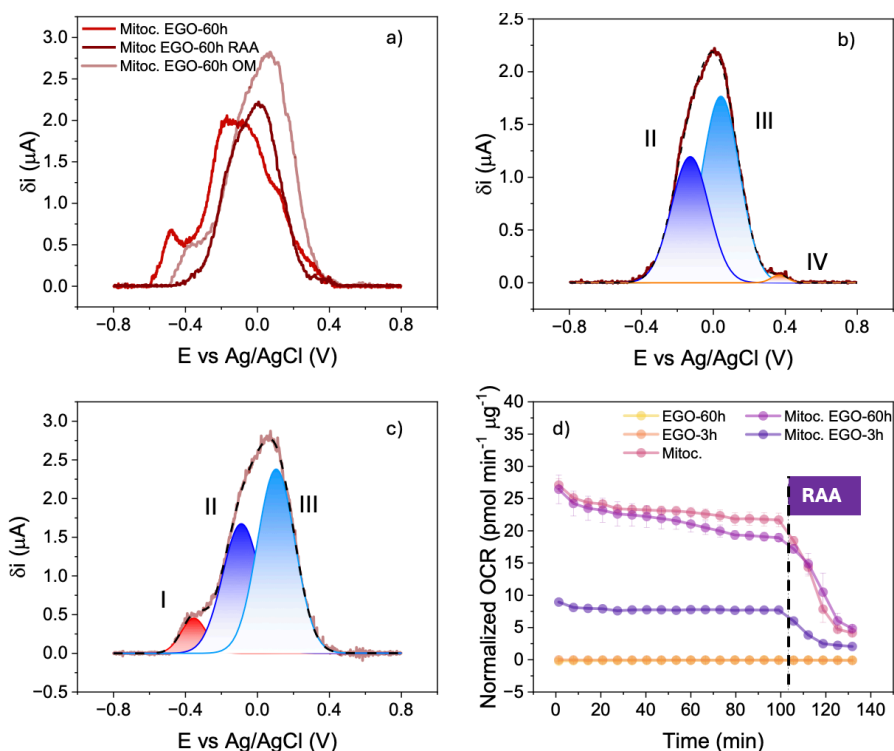 a)
Mitoc. EGO-60h
Mitoc EGO-60h RAA
Mitoc. EGO-60h OM
3.0
2.5
2.0
1.5
1.0
0.5
0.0
δi (μA)
−0.8 −0.4 0.0 0.4 0.8
E vs Ag/AgCl (V)
b)
2.5
2.0
1.5
1.0
0.5
0.0
δi (μA)
II
III
IV
−0.8 −0.4 0.0 0.4 0.8
E vs Ag/AgCl (V)
c)
3.0
2.5
2.0
1.5
1.0
0.5
0.0
−0.5
δi (μA)
I
II
III
−0.8 −0.4 0.0 0.4 0.8
E vs Ag/AgCl (V)
d)
EGO-60h
Mitoc. EGO-60h
EGO-3h
Mitoc. EGO-3h
Mitoc.
RAA
40
35
30
25
20
15
10
5
0
−5
Normalized OCR (pmol min⁻¹ μg⁻¹)
0 20 40 60 80 100 120 140
Time (min)